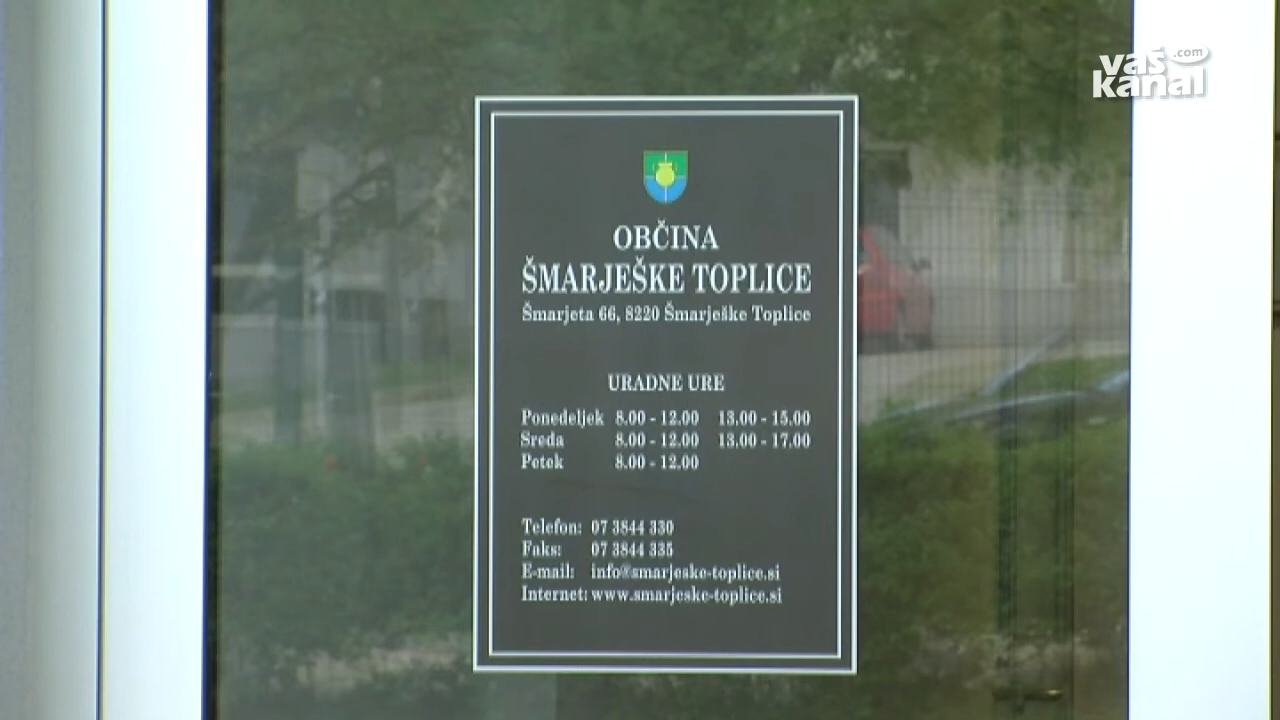 vaš
.com
kanal
OBČINA
ŠMARJEŠKE TOPLICE
Šmarjeta 66, 8220 Šmarješke Toplice
URADNE URE
Ponedeljek 8.00 - 12.00 13.00 - 15.00
Sreda 8.00 - 12.00 13.00 - 17.00
Petek 8.00 - 12.00
Telefon: 07 3844 330
Faks: 07 3844 335
E-mail: info@smarjeske-toplice.si
Internet: www.smarjeske-toplice.si